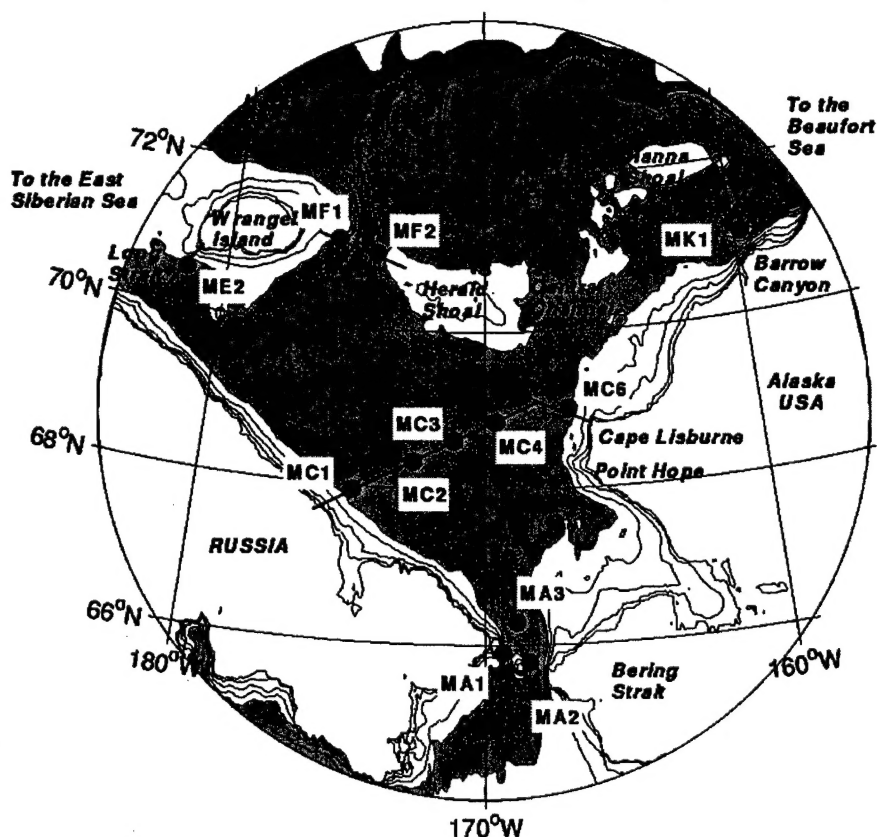 To the
Beaufort
Sea
72°N
To the East
Siberian Sea
Shoal
Wrangel
Island
MF1
MF2
MK1
Barrow
Canyon
70°N
ME2
Herald
Shoal
Alaska
USA
MC6
68°N
MC3
MC4
Cape Lisburne
Point Hope
MC1
MC2
RUSSIA
66°N
MA3
180°W
160°W
Bering
Strait
MA1
MA2
170°W